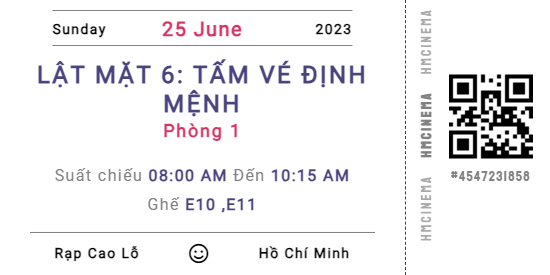 Sunday 25 June 2023
LẬT MẶT 6: TẤM VÉ ĐỊNH
MỆNH
Phòng 1
Suất chiếu 08:00 AM Đến 10:15 AM
Ghế E10 ,E11
Rạp Cao Lỗ Hồ Chí Minh
HMCINEMA
HMCINEMA
HMCINEMA
#4547231858